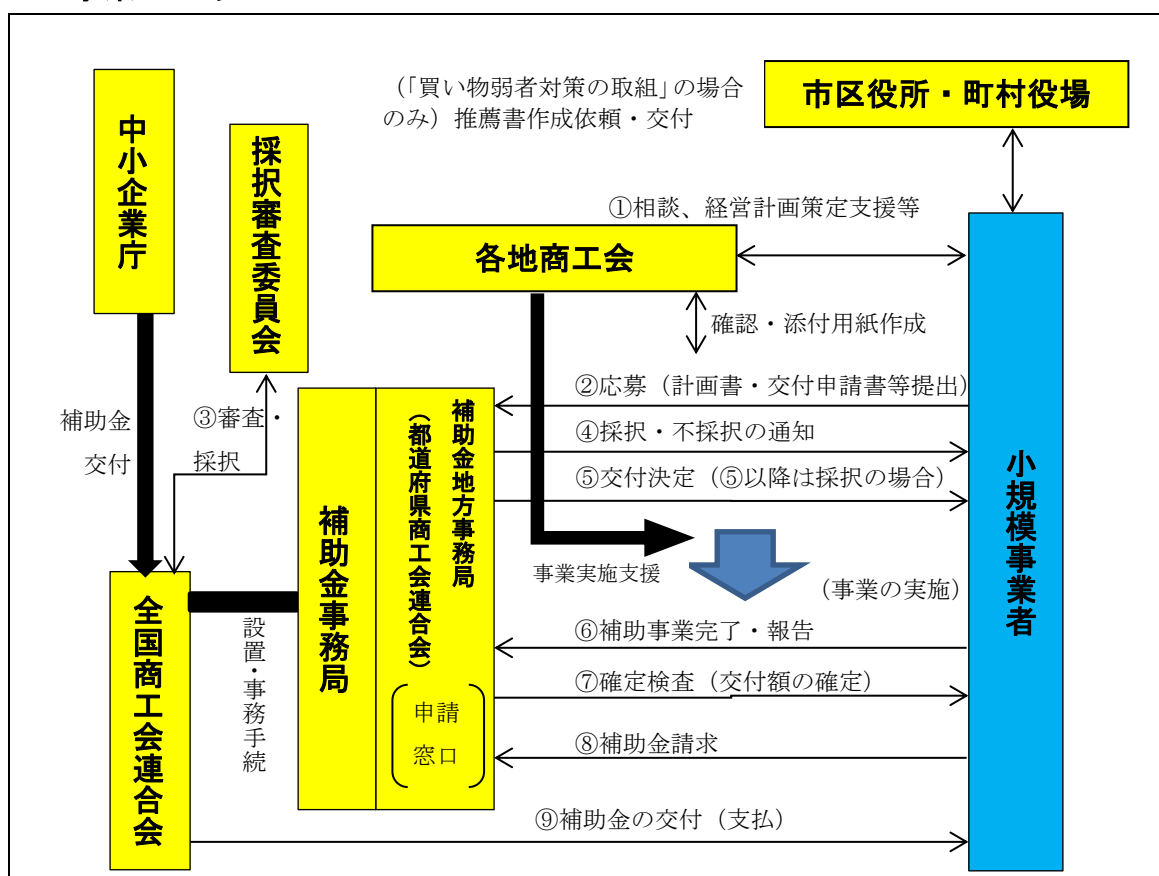 中小企業庁
採択審査委員会
（「買い物弱者対策の取組」の場合
のみ）推薦書作成依頼・交付
市区役所・町村役場
①相談、経営計画策定支援等
各地商工会
確認・添付用紙作成
補助金
交付
③審査・
採択
②応募（計画書・交付申請書等提出）
④採択・不採択の通知
⑤交付決定（⑤以降は採択の場合）
事業実施支援
（事業の実施）
⑥補助事業完了・報告
⑦確定検査（交付額の確定）
⑧補助金請求
⑨補助金の交付（支払）
全国商工会連合会
設置・事務手続
補助金事務局
補助金地方事務局
（都道府県商工会連合会）
申請
窓口
小規模事業者